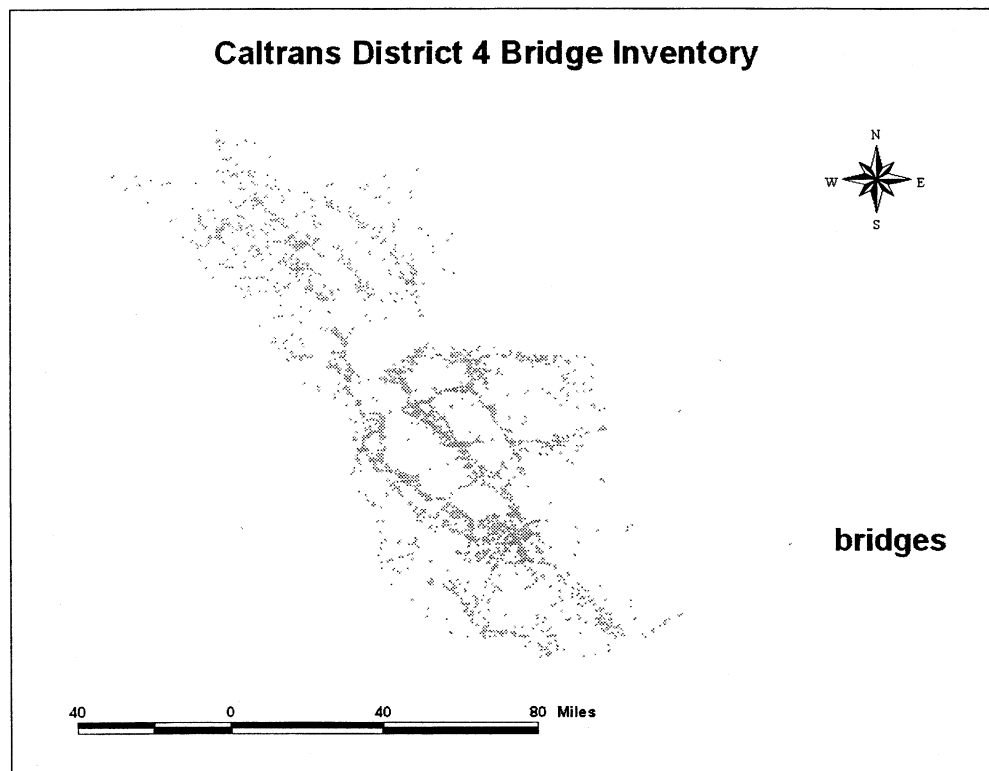 Caltrans District 4 Bridge Inventory
N
W E
S
bridges
40 0 40 80 Miles